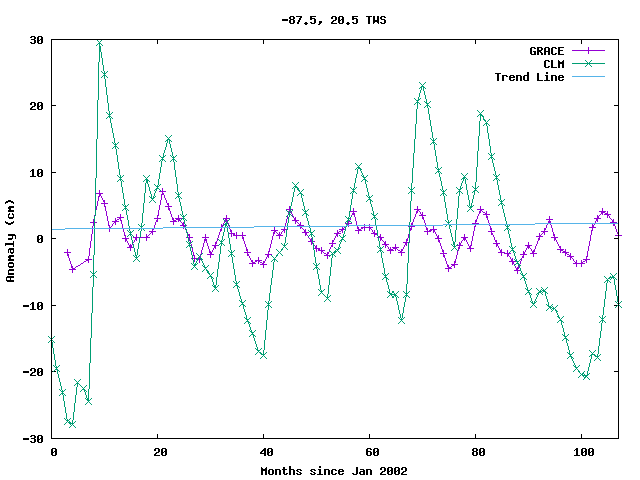 -87.5, 20.5 TWS
GRACE
CLM
Trend Line
30
20
10
0
-10
-20
-30
Anomaly (cm)
0 20 40 60 80 100
Months since Jan 2002